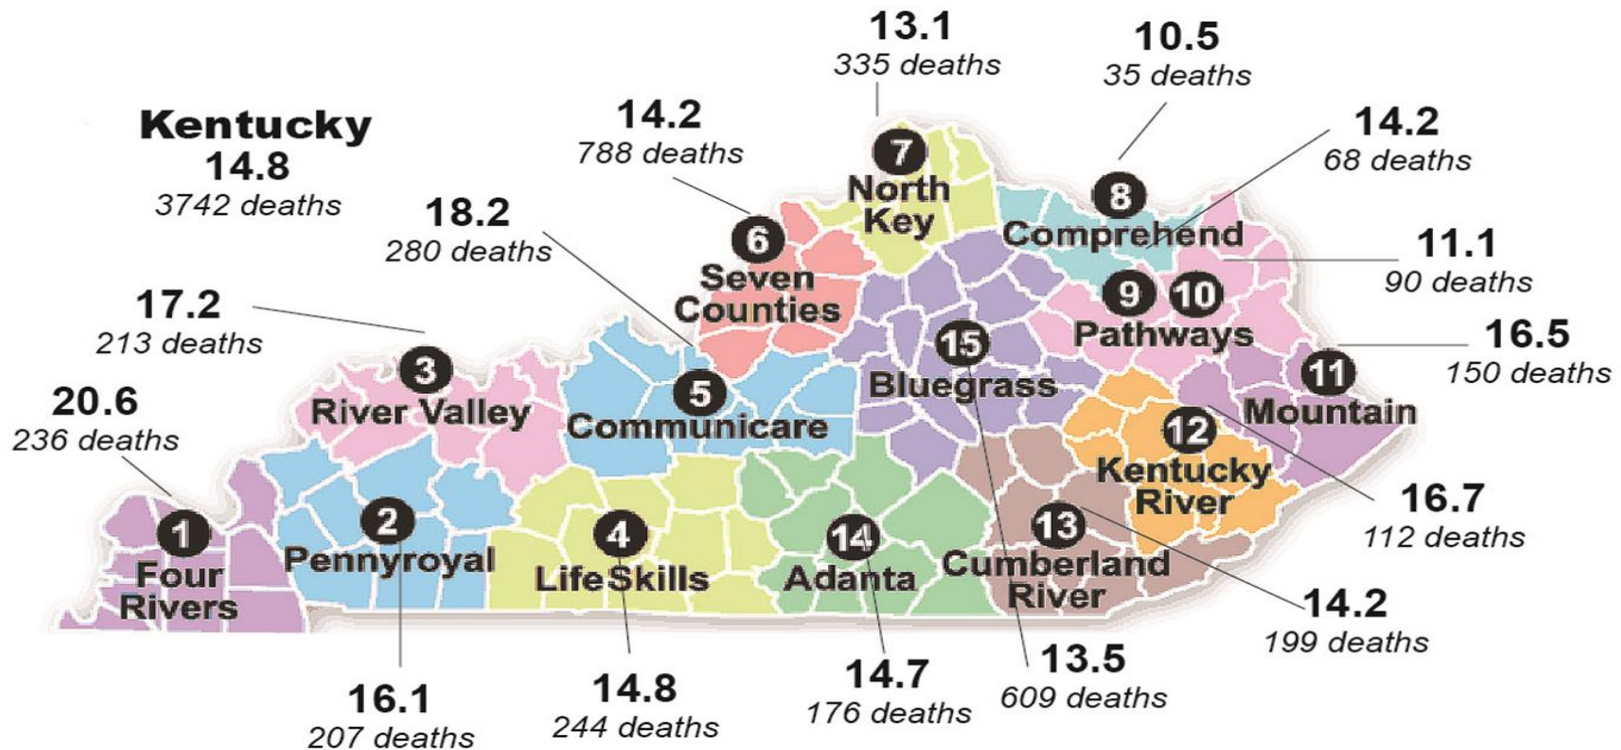 13.1
335 deaths
10.5
35 deaths
Kentucky
14.8
3742 deaths
14.2
788 deaths
14.2
68 deaths
18.2
280 deaths
11.1
90 deaths
17.2
213 deaths
16.5
150 deaths
20.6
236 deaths
7
North
Key
8
Comprehend
6
Seven
Counties
9 10
Pathways
15
Bluegrass
3
River Valley
5
Communicare
11
Mountain
12
Kentucky
River
1
Four
Rivers
2
Pennyroyal
4
LifeSkills
14
Adanta
13
Cumberland
River
16.7
112 deaths
14.2
199 deaths
16.1
207 deaths
14.8
244 deaths
14.7
176 deaths
13.5
609 deaths